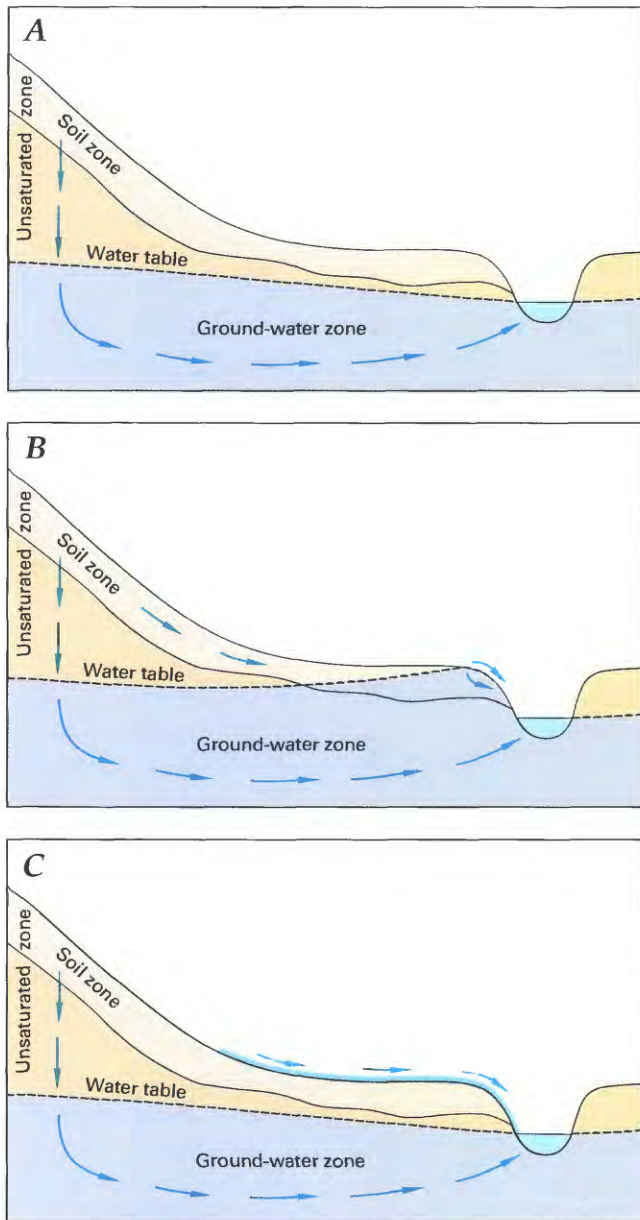 A
Unsaturated zone
Soil zone
Water table
Ground-water zone
B
Unsaturated zone
Soil zone
Water table
Ground-water zone
C
Unsaturated zone
Soil zone
Water table
Ground-water zone